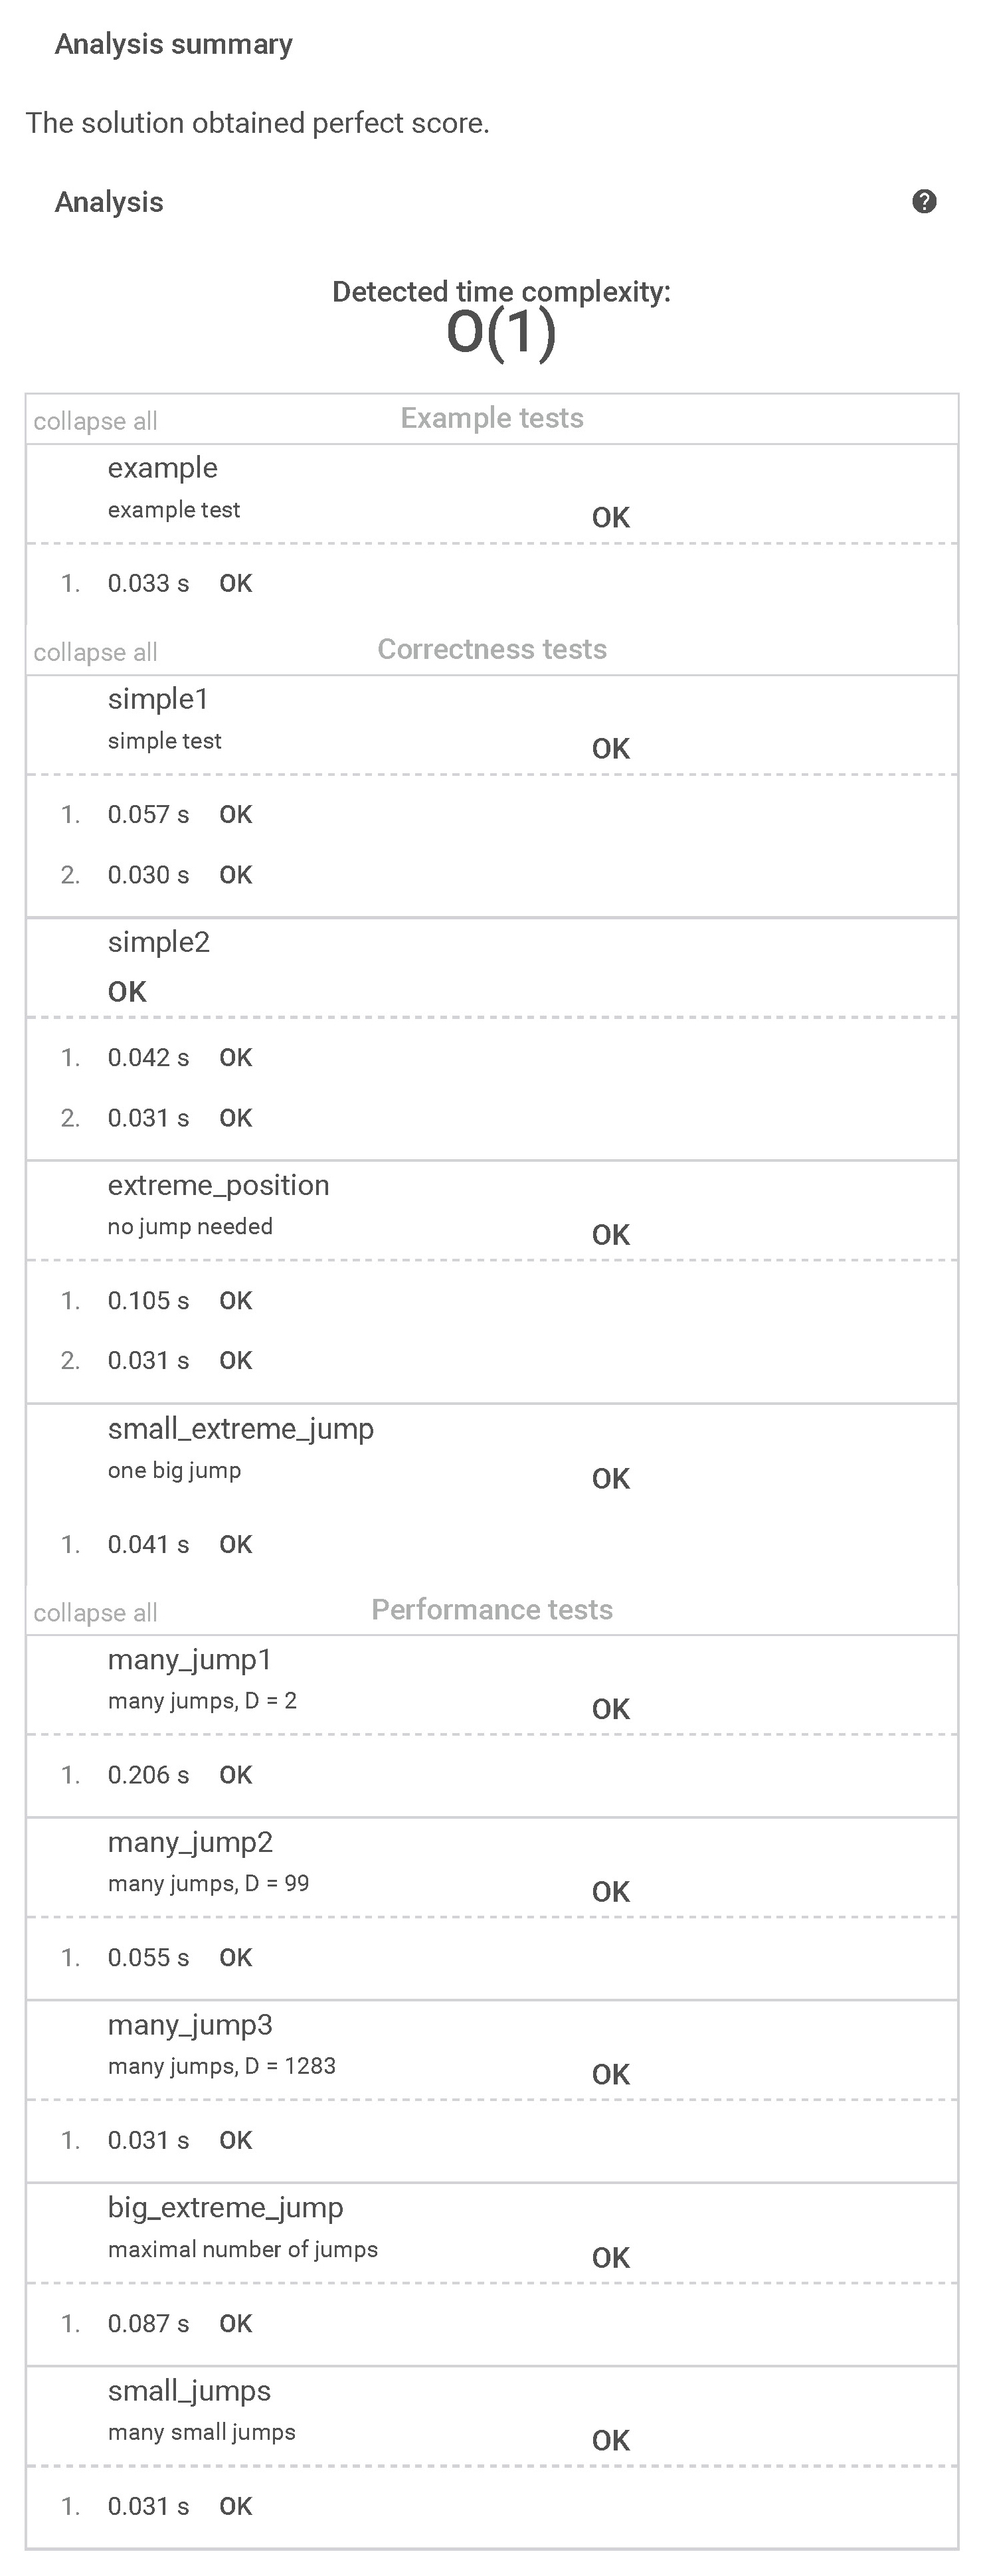 Analysis summary
The solution obtained perfect score.
Analysis
?
Detected time complexity:
O(1)
collapse all Example tests
example
example test OK
1. 0.033 s OK
collapse all Correctness tests
simple1
simple test OK
1. 0.057 s OK
2. 0.030 s OK
simple2
OK
1. 0.042 s OK
2. 0.031 s OK
extreme_position
no jump needed OK
1. 0.105 s OK
2. 0.031 s OK
small_extreme_jump
one big jump OK
1. 0.041 s OK
collapse all Performance tests
many_jump1
many jumps, D = 2 OK
1. 0.206 s OK
many_jump2
many jumps, D = 99 OK
1. 0.055 s OK
many_jump3
many jumps, D = 1283 OK
1. 0.031 s OK
big_extreme_jump
maximal number of jumps OK
1. 0.087 s OK
small_jumps
many small jumps OK
1. 0.031 s OK